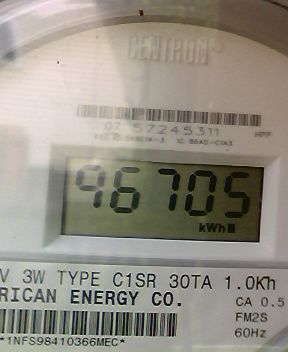 CENTRON
07 57245311
HPP
96705
kWh
V 3W TYPE C1SR 30TA 1.0Kh
RICAN ENERGY CO.
CA 0.5
FM2S
60Hz
*1NFS98410366MEC*